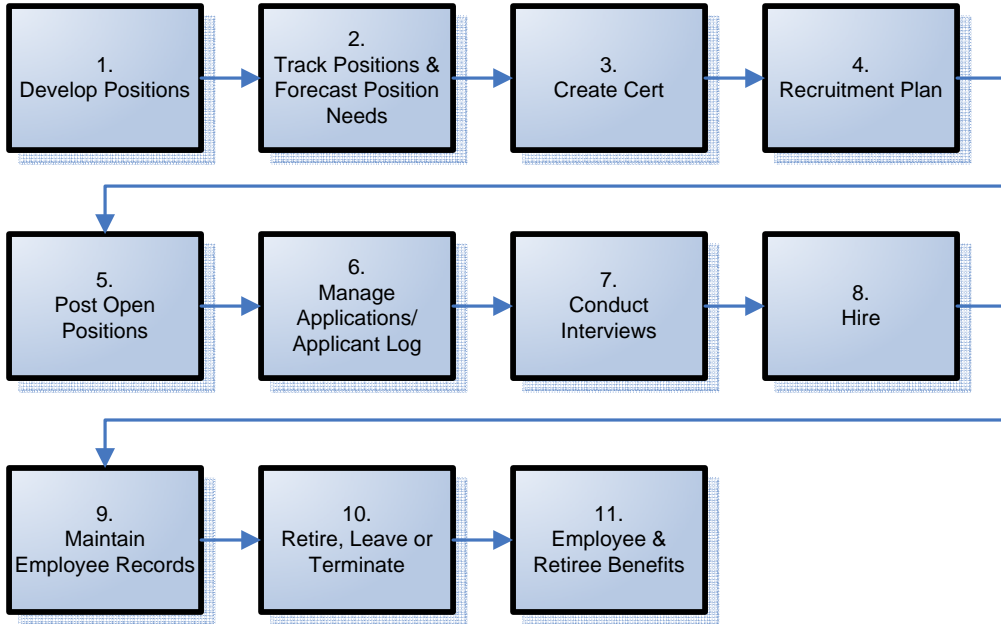 1.
Develop Positions
2.
Track Positions &
Forecast Position
Needs
3.
Create Cert
4.
Recruitment Plan
5.
Post Open
Positions
6.
Manage
Applications/
Applicant Log
7.
Conduct
Interviews
8.
Hire
9.
Maintain
Employee Records
10.
Retire, Leave or
Terminate
11.
Employee &
Retiree Benefits